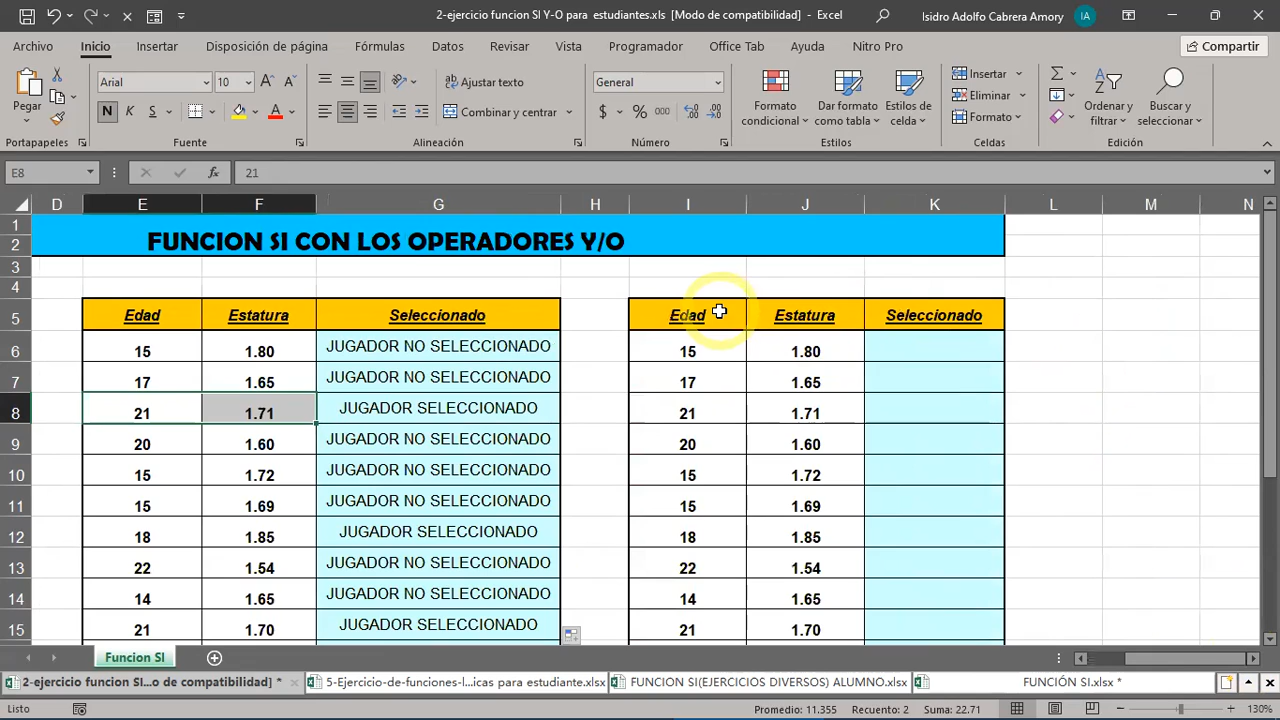 2-ejercicio funcion SI Y-O para estudiantes.xls [Modo de compatibilidad] - Excel
Isidro Adolfo Cabrera Amory
IA
Archivo Inicio Insertar Disposición de página Fórmulas Datos Revisar Vista Programador Office Tab Ayuda Nitro Pro
Compartir
Pegar
Portapapeles
Arial 10
N K S
Fuente
Ajustar texto
Combinar y centrar
Alineación
General
$ % 000
Número
Formato condicional
Dar formato como tabla
Estilos de celda
Estilos
Insertar
Eliminar
Formato
Celdas
Ordenar y filtrar
Buscar y seleccionar
Edición
E8 fx 21
D E F G H I J K L M N
1
2 FUNCION SI CON LOS OPERADORES Y/O
3
4
5 Edad Estatura Seleccionado Edad Estatura Seleccionado
6 15 1.80 JUGADOR NO SELECCIONADO 15 1.80
7 17 1.65 JUGADOR NO SELECCIONADO 17 1.65
8 21 1.71 JUGADOR SELECCIONADO 21 1.71
9 20 1.60 JUGADOR NO SELECCIONADO 20 1.60
10 15 1.72 JUGADOR NO SELECCIONADO 15 1.72
11 15 1.69 JUGADOR NO SELECCIONADO 15 1.69
12 18 1.85 JUGADOR SELECCIONADO 18 1.85
13 22 1.54 JUGADOR NO SELECCIONADO 22 1.54
14 14 1.65 JUGADOR NO SELECCIONADO 14 1.65
15 21 1.70 JUGADOR SELECCIONADO 21 1.70
Funcion SI
2-ejercicio funcion SI...o de compatibilidad] * 5-Ejercicio-de-funciones-l...icas para estudiante.xlsx FUNCION SI(EJERCICIOS DIVERSOS) ALUMNO.xlsx FUNCIÓN SI.xlsx *
Listo Promedio: 11.355 Recuento: 2 Suma: 22.71 130%